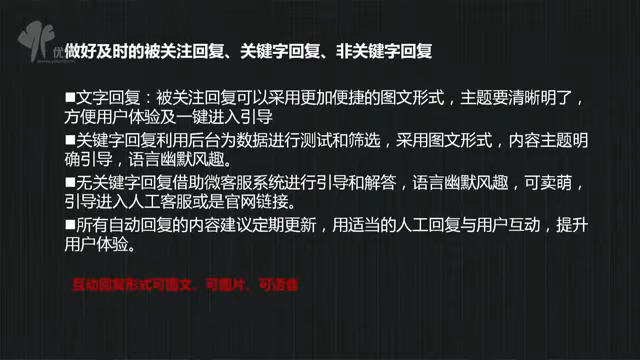 优
做好及时的被关注回复、关键字回复、非关键字回复
■文字回复：被关注回复可以采用更加便捷的图文形式，主题要清晰明了，
方便用户体验及一键进入引导
■关键字回复利用后台为数据进行测试和筛选，采用图文形式，内容主题明
确引导，语言幽默风趣。
■无关键字回复借助微客服系统进行引导和解答，语言幽默风趣，可卖萌，
引导进入人工客服或是官网链接。
■所有自动回复的内容建议定期更新，用适当的人工回复与用户互动，提升
用户体验。
互动回复形式可图文、可图片、可语音